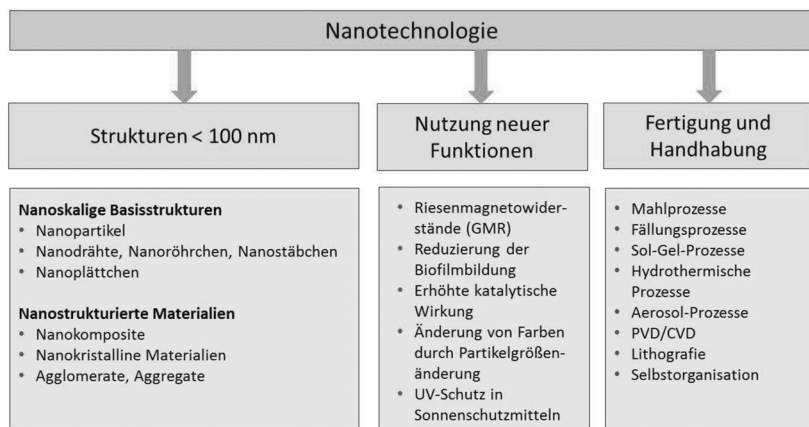 Nanotechnologie
Strukturen < 100 nm
Nanoskalige Basisstrukturen
• Nanopartikel
• Nanodrähte, Nanoröhrchen, Nanostäbchen
• Nanoplättchen
Nanostrukturierte Materialien
• Nanokomposite
• Nanokristalline Materialien
• Agglomerate, Aggregate
Nutzung neuer
Funktionen
• Riesenmagnetowider-
stände (GMR)
• Reduzierung der
Biofilmbildung
• Erhöhte katalytische
Wirkung
• Änderung von Farben
durch Partikelgrößen-
änderung
• UV-Schutz in
Sonnenschutzmitteln
Fertigung und
Handhabung
• Mahlprozesse
• Fällungsprozesse
• Sol-Gel-Prozesse
• Hydrothermische
Prozesse
• Aerosol-Prozesse
• PVD/CVD
• Lithografie
• Selbstorganisation